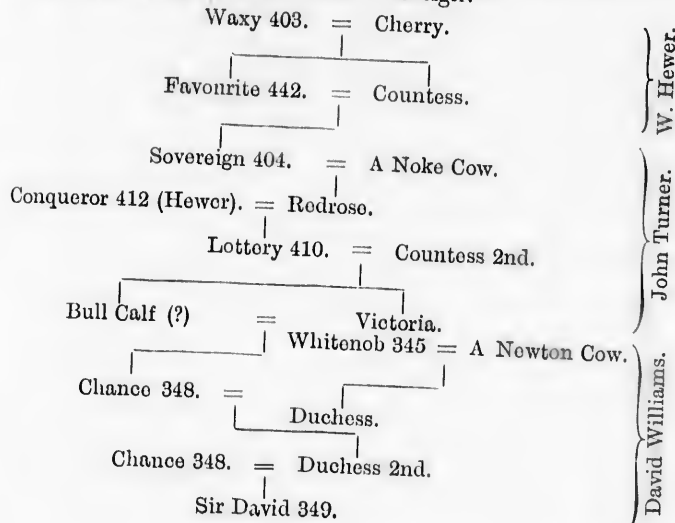 Waxy 403. = Cherry.
Favourite 442. = Countess.
Sovereign 404. = A Noke Cow.
Conqueror 412 (Hewer). = Redrose.
Lottery 410. = Countess 2nd.
Bull Calf (?) = Victoria.
Whitenob 345 = A Newton Cow.
Chance 348. =
Duchess.
Chance 348. = Duchess 2nd.
Sir David 349.
W. Hewer.
John Turner.
David Williams.